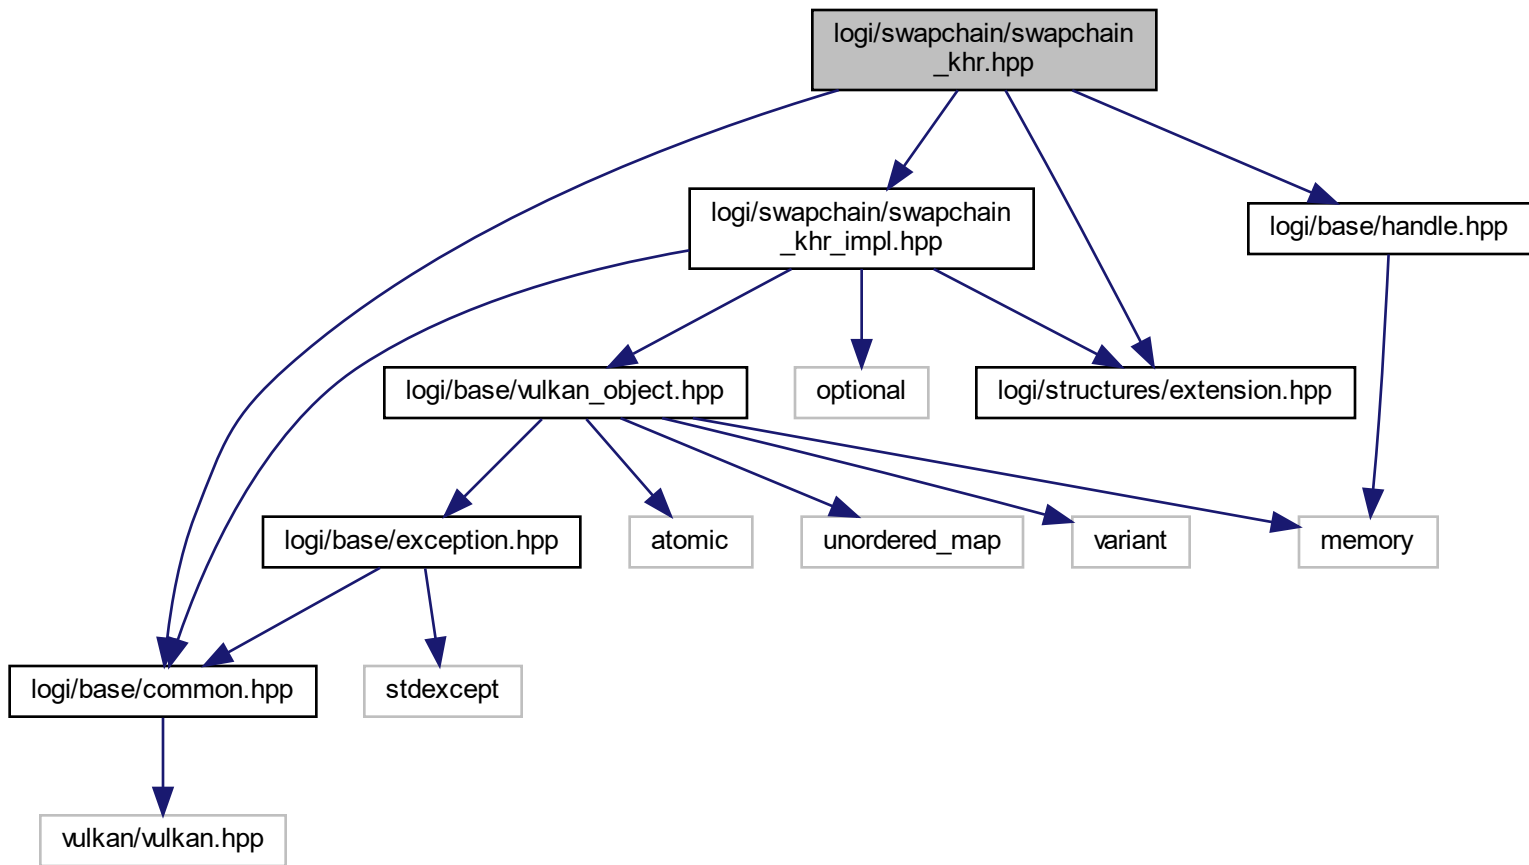 logi/swapchain/swapchain
_khr.hpp
logi/swapchain/swapchain
_khr_impl.hpp
logi/base/handle.hpp
logi/base/vulkan_object.hpp
optional
logi/structures/extension.hpp
logi/base/exception.hpp
atomic
unordered_map
variant
memory
logi/base/common.hpp
stdexcept
vulkan/vulkan.hpp